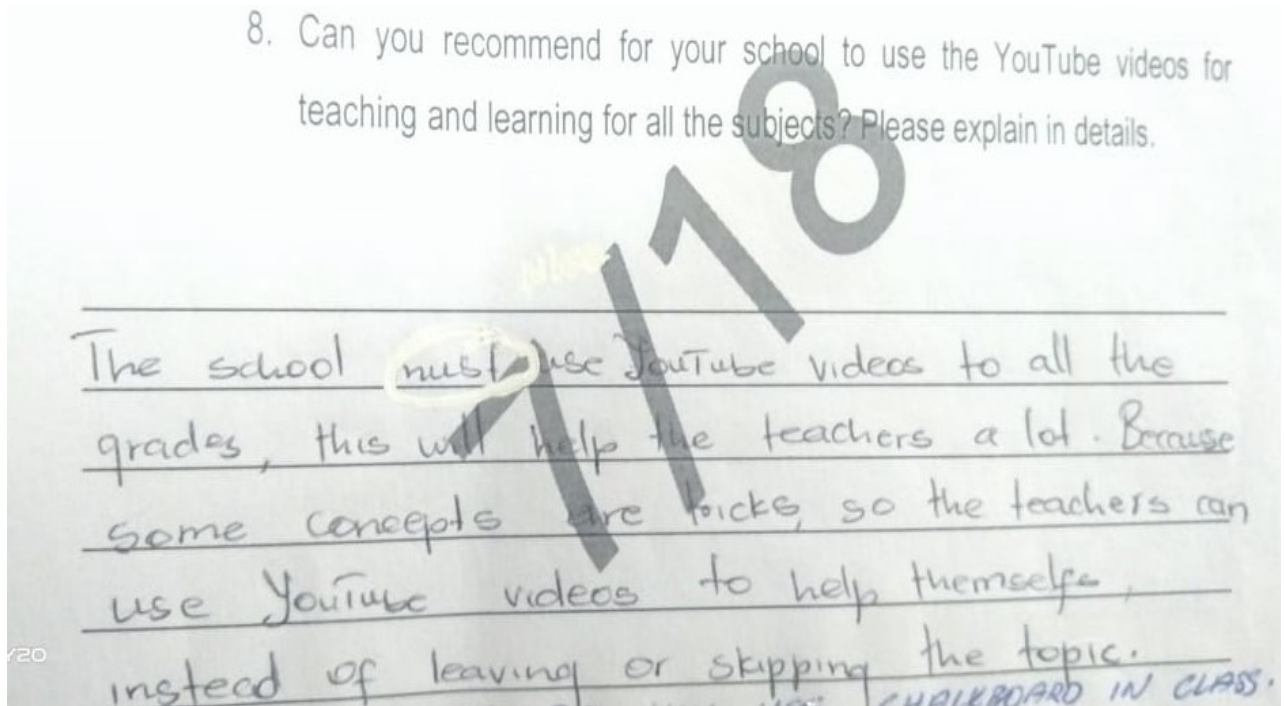 8. Can you recommend for your school to use the YouTube videos for
teaching and learning for all the subjects? Please explain in details.
7/18
The school must use YouTube videos to all the
grades, this will help the teachers a lot. Because
some concepts are tricks, so the teachers can
use YouTube videos to help themselfs,
instead of leaving or skipping the topic.
CHALKBOARD IN CLASS.
Y20